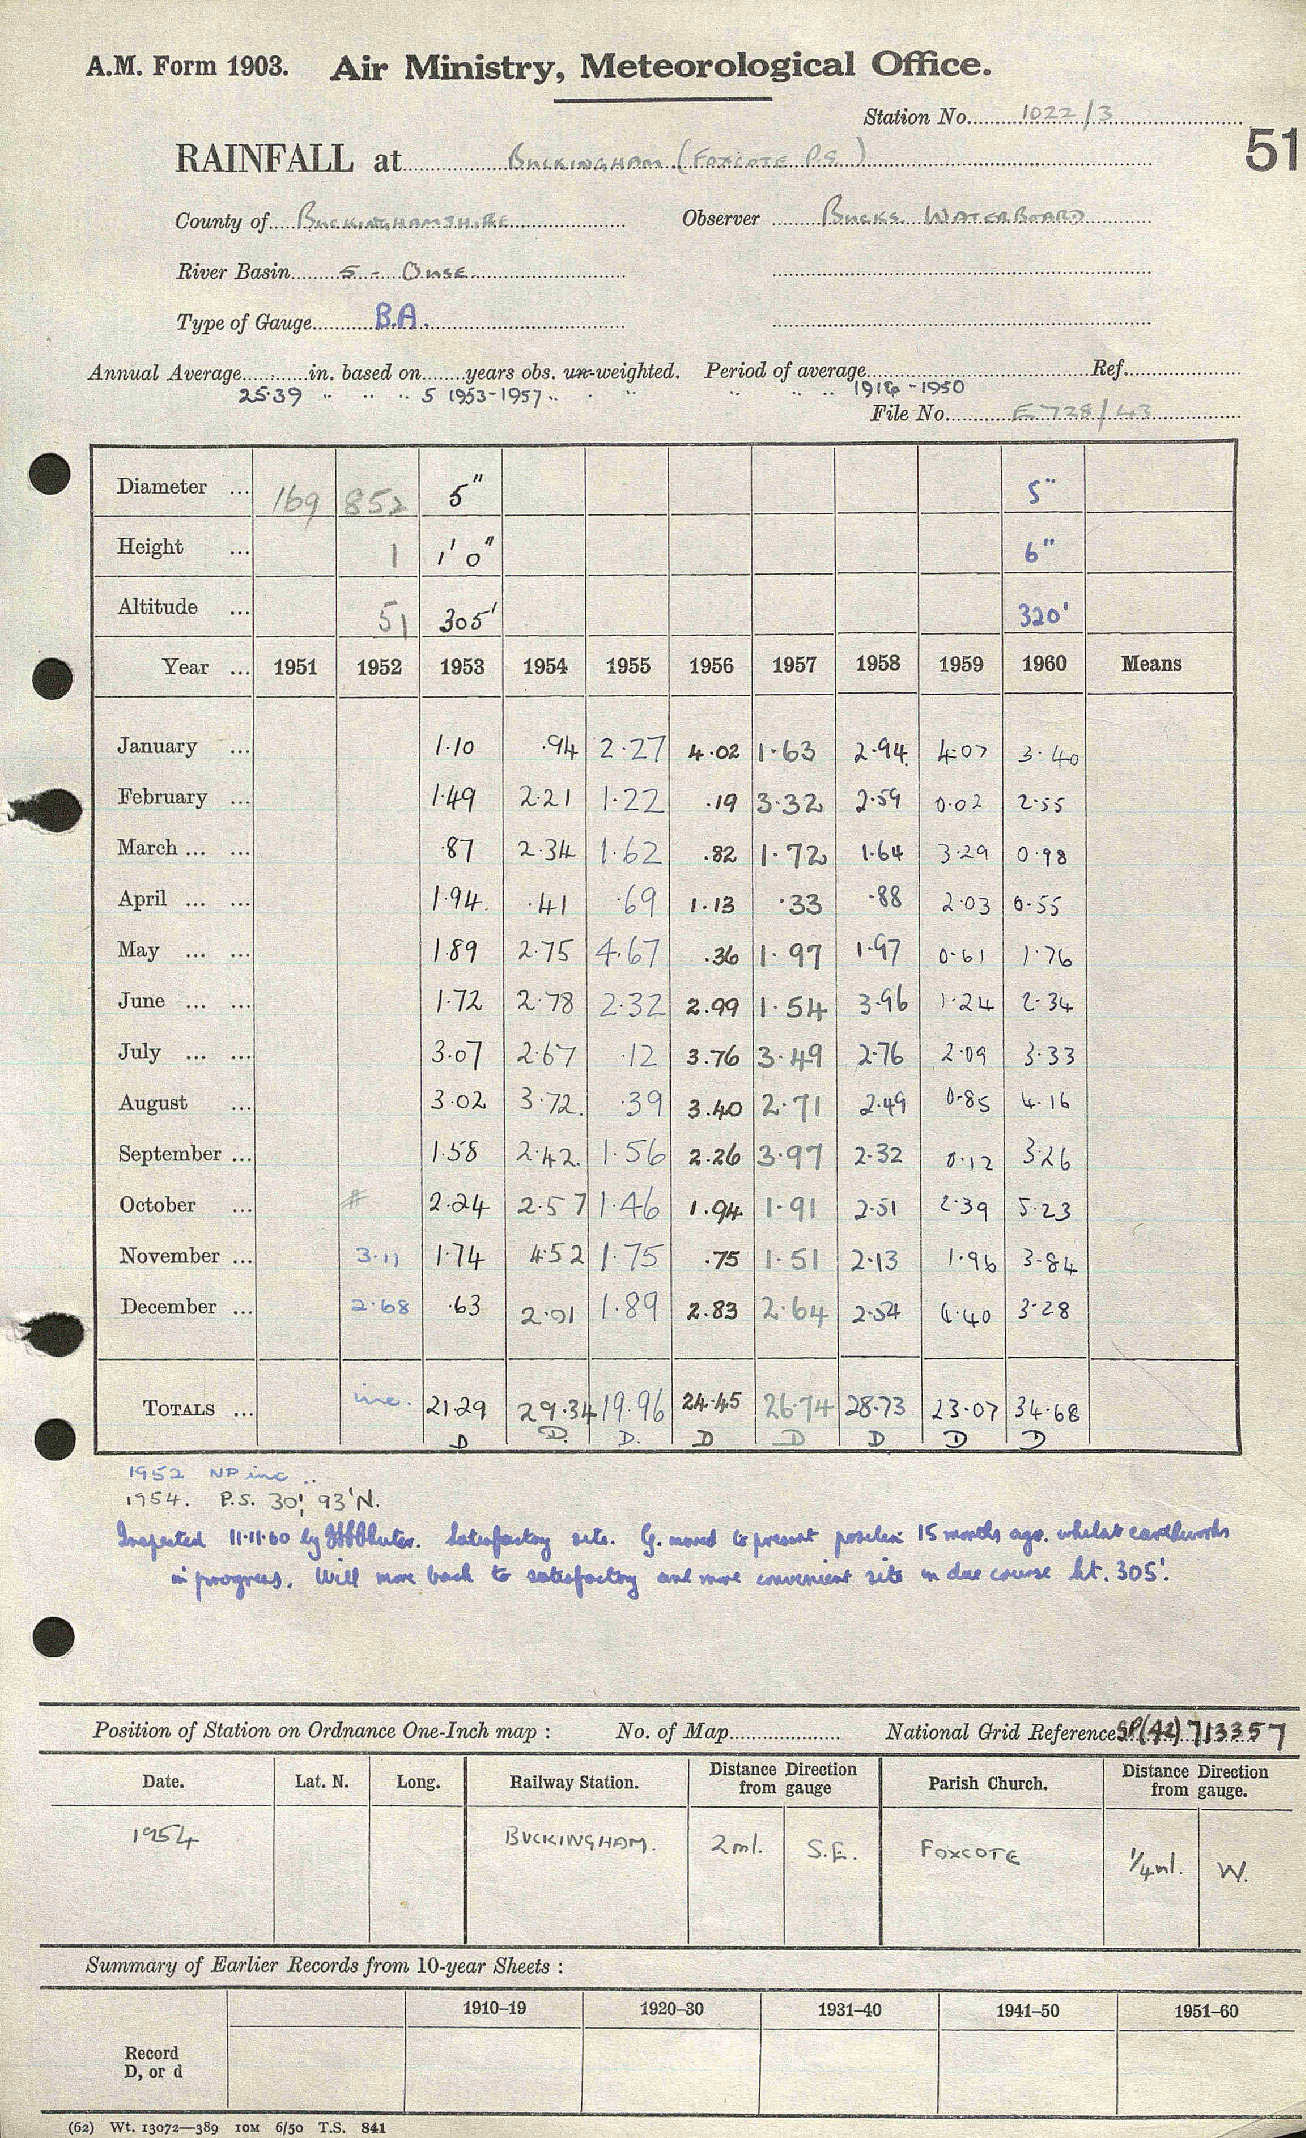 A.M. Form 1903. Air Ministry, Meteorological Office.
Station No. 1022/3
51
RAINFALL at BUCKINGHAM (FOXCOTE P.S.)
County of BUCKINGHAMSHIRE Observer BUCKS WATERBOARD
River Basin 5 - OUSE
Type of Gauge B.A.
Annual Average in. based on years obs. un-weighted. Period of average Ref.
25.39 " " " 5 1953-1957 " " " " " " 1916-1950
File No. E728/43
Diameter ... 169 852 5" 5"
Height ... 1 1' 0" 6"
Altitude ... 51 305' 320'
Year ... 1951 1952 1953 1954 1955 1956 1957 1958 1959 1960 Means
January ... 1.10 .94 2.27 4.02 1.63 2.94 4.07 3.40
February ... 1.49 2.21 1.22 .19 3.32 2.59 0.02 2.55
March ... ... .87 2.34 1.62 .82 1.72 1.64 3.29 0.98
April ... ... 1.94 .41 .69 1.13 .33 .88 2.03 0.55
May ... ... 1.89 2.75 4.67 .36 1.97 1.97 0.61 1.76
June ... ... 1.72 2.78 2.32 2.99 1.54 3.96 1.24 2.34
July ... ... 3.07 2.67 .12 3.76 3.49 2.76 2.09 3.33
August ... 3.02 3.72 .39 3.40 2.71 2.49 0.85 4.16
September ... 1.58 2.42 1.56 2.26 3.97 2.32 0.12 3.26
October ... # 2.24 2.57 1.46 1.94 1.91 2.51 2.39 5.23
November ... 3.11 1.74 4.52 1.75 .75 1.51 2.13 1.96 3.84
December ... 2.68 .63 2.01 1.89 2.83 2.64 2.54 4.40 3.28
TOTALS ... inc. 21.29 29.34 19.96 24.45 26.74 28.73 23.07 34.68
D D. D. D D D D D
1952 NP inc ..
1954. P.S. 30', 93'N.
Inspected 11.11.60 by Satisfactory site. G. moved to present position 15 months ago. whilst earthworks
in progress. Will move back to satisfactory and more convenient site in due course ht. 305'.
Position of Station on Ordnance One-Inch map : No. of Map National Grid Reference SP(42) 713357
Date. Lat. N. Long. Railway Station. Distance from gauge Direction Parish Church. Distance from gauge. Direction
1954 BUCKINGHAM. 2ml. S.E. FOXCOTE 1/4ml. W.
Summary of Earlier Records from 10-year Sheets :
1910–19 1920–30 1931–40 1941–50 1951–60
Record
D, or d
(62) Wt. 13072—389 10M 6/50 T.S. 841